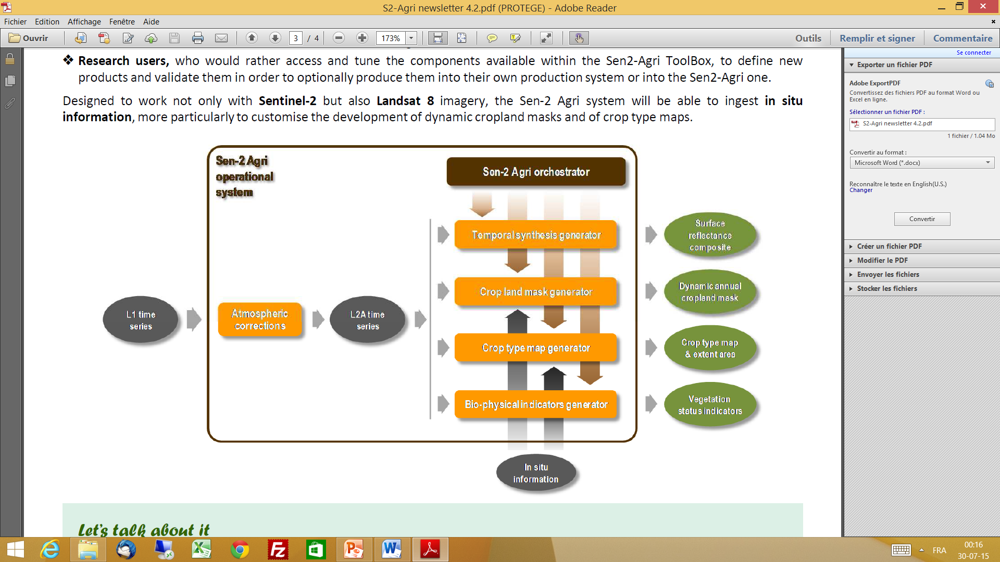 S2-Agri newsletter 4.2.pdf (PROTEGE) - Adobe Reader
Fichier Edition Affichage Fenêtre Aide
Ouvrir 3 / 4 173% Outils Remplir et signer Commentaire
Research users, who would rather access and tune the components available within the Sen2-Agri ToolBox, to define new
products and validate them in order to optionally produce them into their own production system or into the Sen2-Agri one.
Designed to work not only with Sentinel-2 but also Landsat 8 imagery, the Sen-2 Agri system will be able to ingest in situ
information, more particularly to customise the development of dynamic cropland masks and of crop type maps.
Sen-2 Agri
operational
system
Sen-2 Agri orchestrator
Temporal synthesis generator
Surface
reflectance
composite
Crop land mask generator
Dynamic annual
cropland mask
L1 time
series
Atmospheric
corrections
L2A time
series
Crop type map generator
Crop type map
& extent area
Bio-physical indicators generator
Vegetation
status indicators
In situ
information
Let's talk about it
Se connecter
Exporter un fichier PDF
Adobe ExportPDF
Convertissez des fichiers PDF au format Word ou
Excel en ligne.
Sélectionner un fichier PDF :
S2-Agri newsletter 4.2.pdf
1 fichier / 1.04 Mo
Convertir au format :
Microsoft Word (*.docx)
Reconnaître le texte en English(U.S.)
Changer
Convertir
Créer un fichier PDF
Modifier le PDF
Envoyer les fichiers
Stocker les fichiers
FRA
00:16
30-07-15